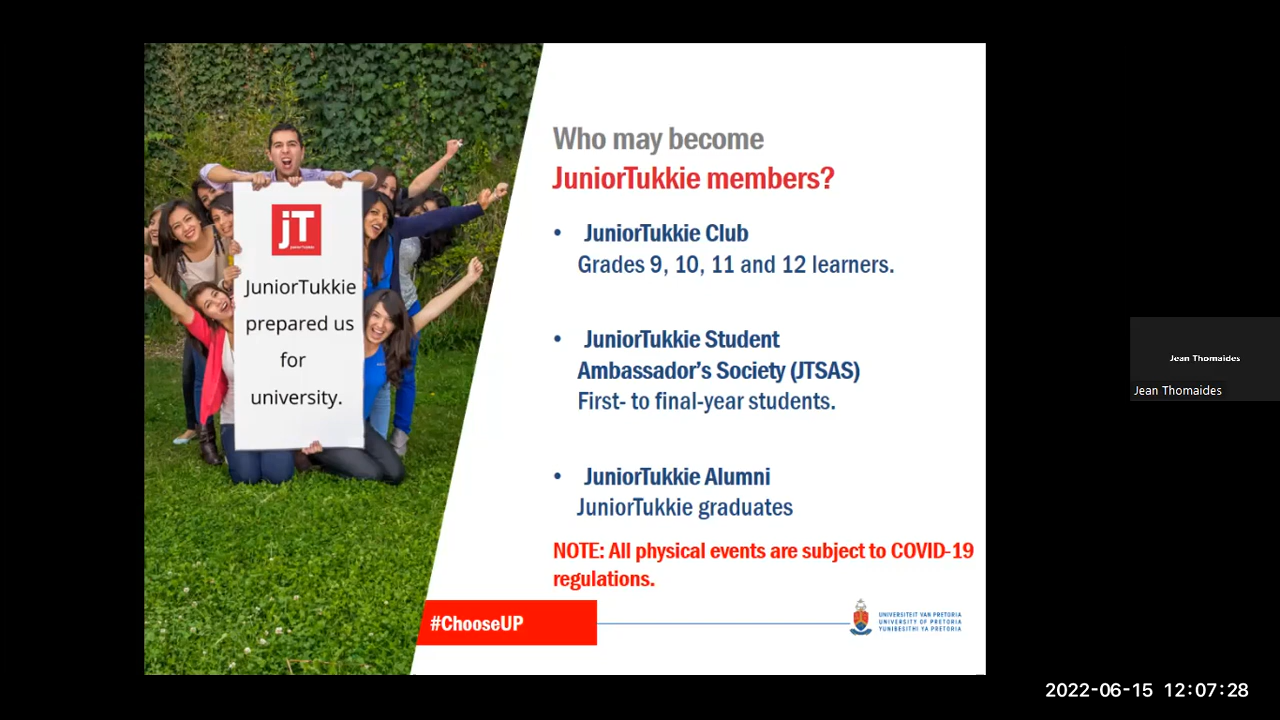 Who may become
JuniorTukkie members?
• JuniorTukkie Club
Grades 9, 10, 11 and 12 learners.
• JuniorTukkie Student
Ambassador's Society (JTSAS)
First- to final-year students.
• JuniorTukkie Alumni
JuniorTukkie graduates
NOTE: All physical events are subject to COVID-19
regulations.
#ChooseUP
UNIVERSITEIT VAN PRETORIA
UNIVERSITY OF PRETORIA
YUNIBESITHI YA PRETORIA
jT
JuniorTukkie
JuniorTukkie
prepared us
for
university.
Jean Thomaides
Jean Thomaides
2022-06-15 12:07:28